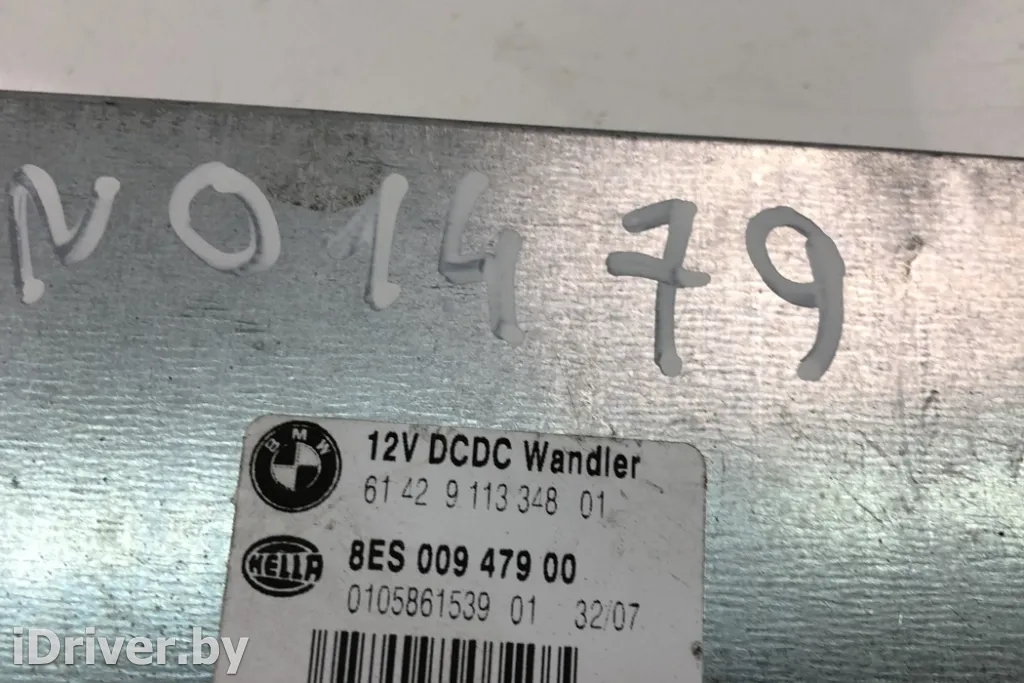 N01479
BMW
12V DCDC Wandler
61 42 9 113 348 01
HELLA
8ES 009 479 00
0105861539 01 32/07
iDriver.by